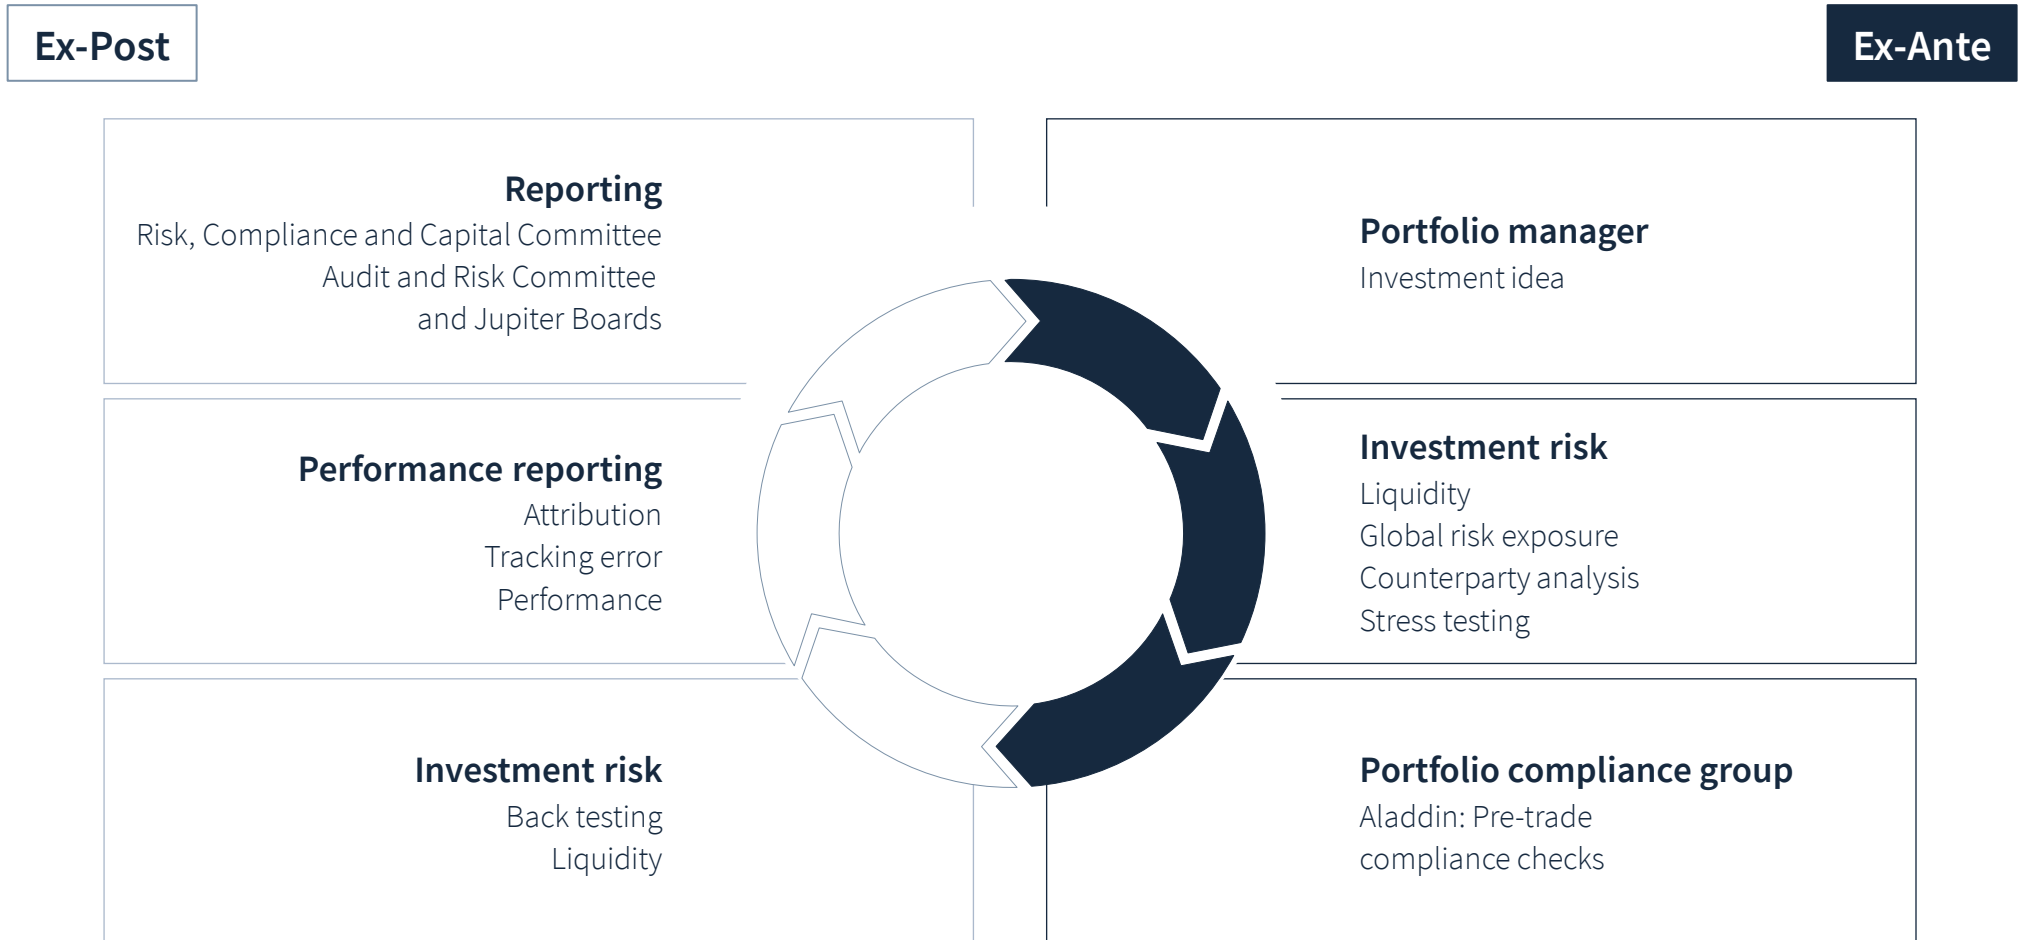 Ex-Post
Ex-Ante
Reporting
Risk, Compliance and Capital Committee
Audit and Risk Committee
and Jupiter Boards
Portfolio manager
Investment idea
Performance reporting
Attribution
Tracking error
Performance
Investment risk
Liquidity
Global risk exposure
Counterparty analysis
Stress testing
Investment risk
Back testing
Liquidity
Portfolio compliance group
Aladdin: Pre-trade
compliance checks